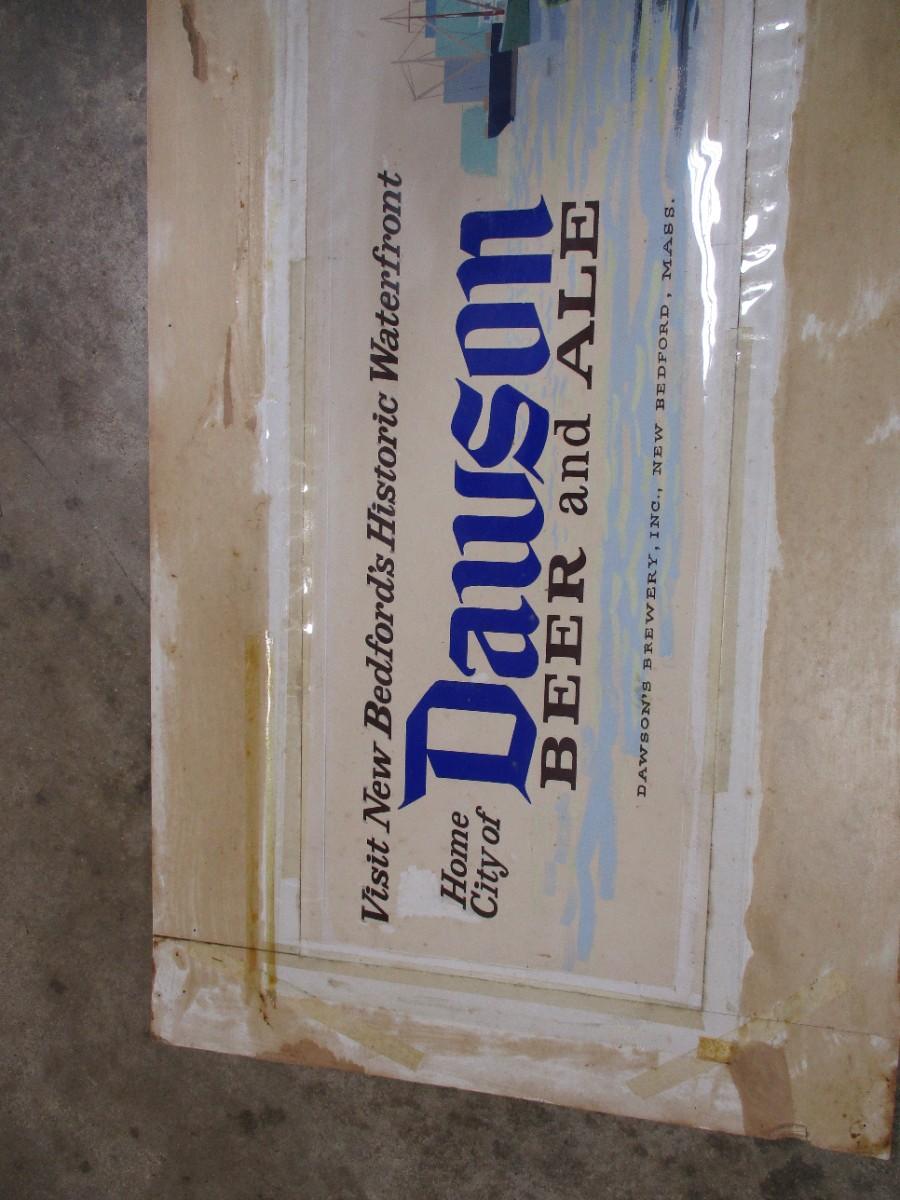 Visit New Bedford's Historic Waterfront
Home
City of
Dawson
BEER and ALE
DAWSON'S BREWERY, INC., NEW BEDFORD, MASS.